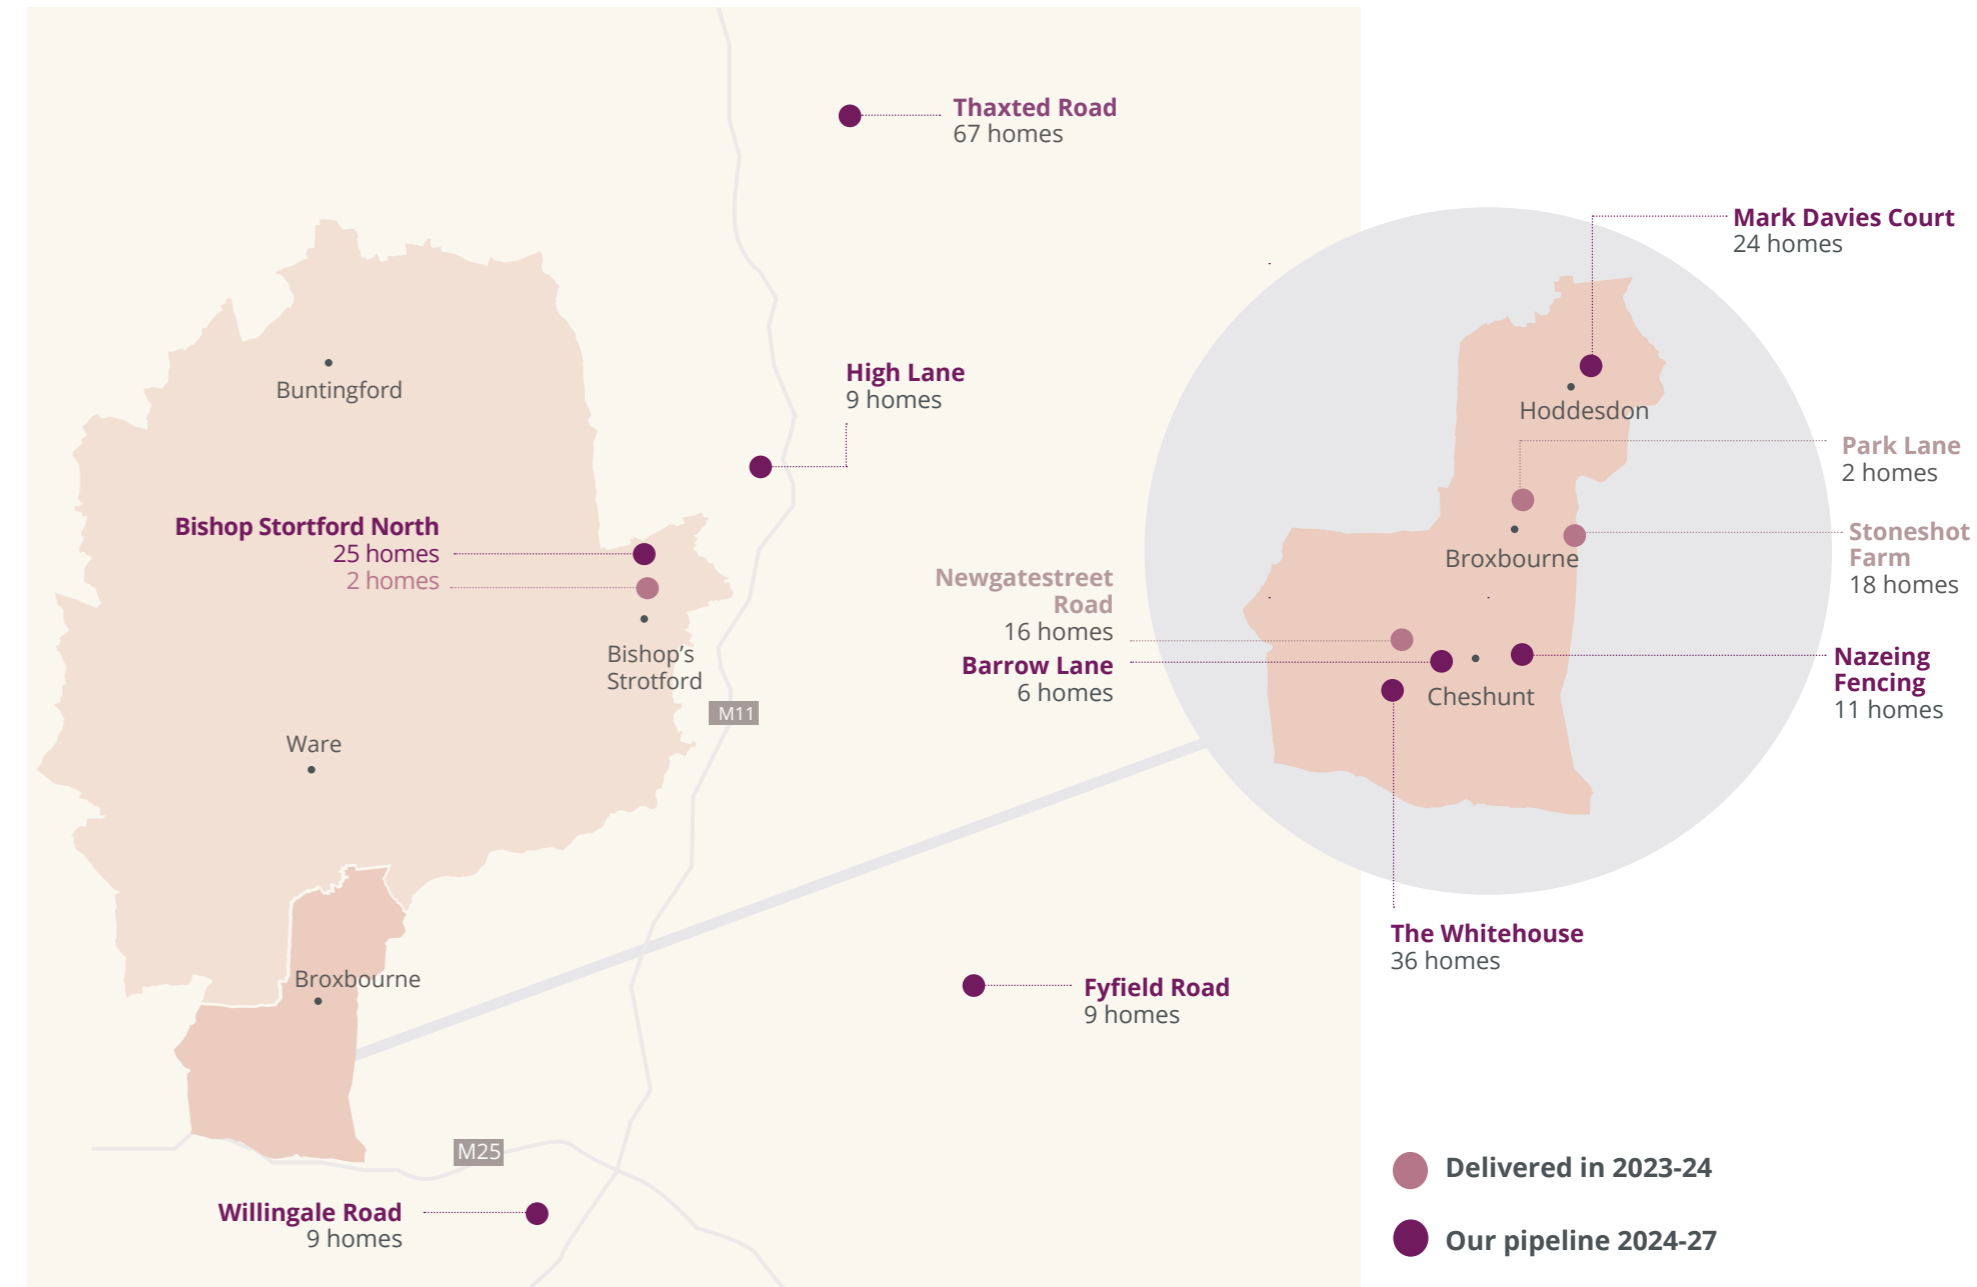 Thaxted Road
67 homes
Mark Davies Court
24 homes
Buntingford
High Lane
9 homes
Hoddesdon
Park Lane
2 homes
Bishop Stortford North
25 homes
2 homes
Stoneshot
Farm
18 homes
Broxbourne
Newgatestreet
Road
16 homes
Barrow Lane
6 homes
Bishop's
Strotford
Nazeing
Fencing
11 homes
Cheshunt
M11
Ware
The Whitehouse
36 homes
Broxbourne
Fyfield Road
9 homes
M25
Willingale Road
9 homes
Delivered in 2023-24
Our pipeline 2024-27